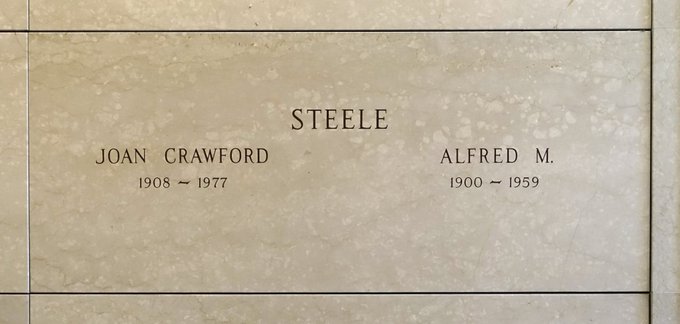 STEELE
JOAN CRAWFORD
1908 ~ 1977
ALFRED M.
1900 ~ 1959